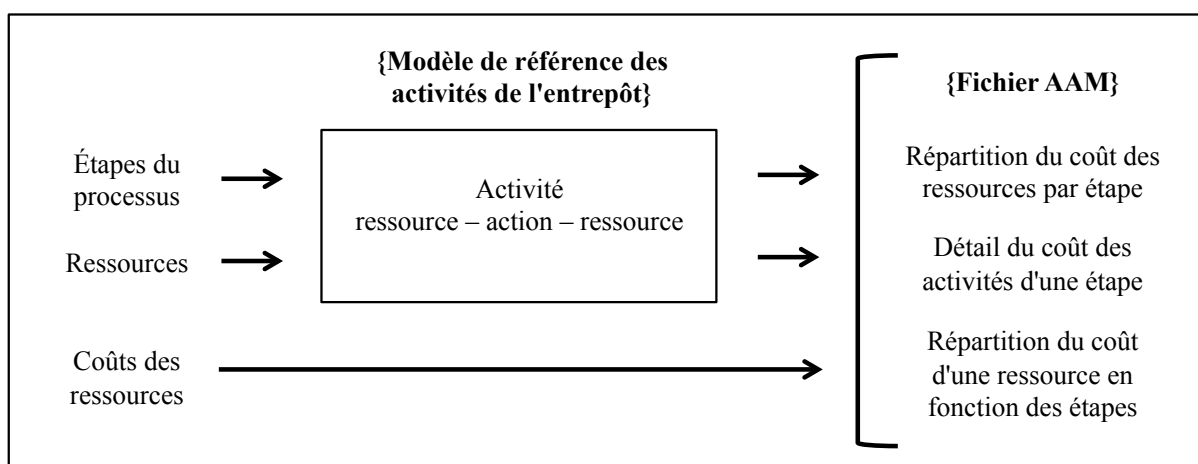 {Modèle de référence des
activités de l'entrepôt}
{Fichier AAM}
Étapes du
processus
Ressources
Coûts des
ressources
Activité
ressource – action – ressource
Répartition du coût des
ressources par étape
Détail du coût des
activités d'une étape
Répartition du coût
d'une ressource en
fonction des étapes